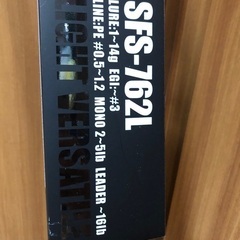 SFS-762L
LURE:1~14g EGI:~#3
LINE:PE #0.5~1.2 MONO 2~5lb LEADER ~16lb